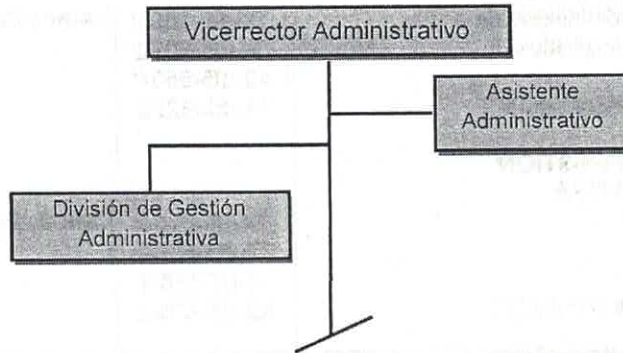 Vicerrector Administrativo
Asistente
Administrativo
División de Gestión
Administrativa